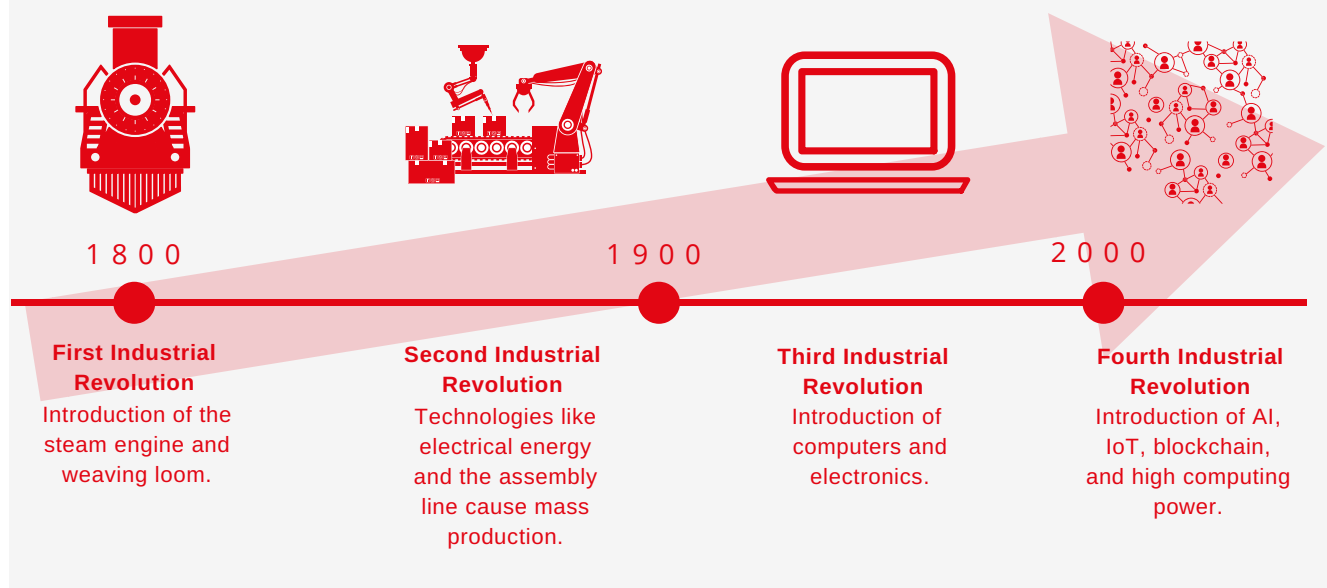 1800
1900
2000
First Industrial
Revolution
Introduction of the
steam engine and
weaving loom.
Second Industrial
Revolution
Technologies like
electrical energy
and the assembly
line cause mass
production.
Third Industrial
Revolution
Introduction of
computers and
electronics.
Fourth Industrial
Revolution
Introduction of AI,
IoT, blockchain,
and high computing
power.